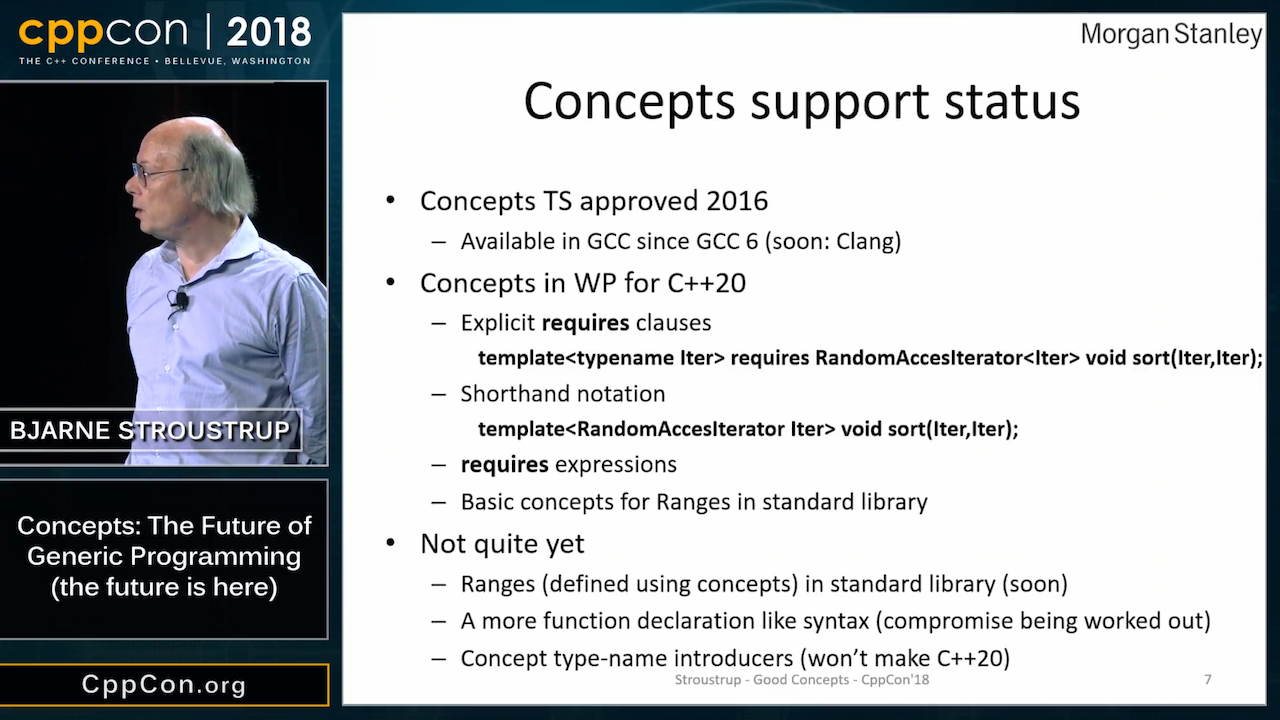 cppcon | 2018
THE C++ CONFERENCE • BELLEVUE, WASHINGTON
BJARNE STROUSTRUP
Concepts: The Future of
Generic Programming
(the future is here)
CppCon.org
Morgan Stanley
Concepts support status
• Concepts TS approved 2016
– Available in GCC since GCC 6 (soon: Clang)
• Concepts in WP for C++20
– Explicit requires clauses
template<typename Iter> requires RandomAccesIterator<Iter> void sort(Iter,Iter);
– Shorthand notation
template<RandomAccesIterator Iter> void sort(Iter,Iter);
– requires expressions
– Basic concepts for Ranges in standard library
• Not quite yet
– Ranges (defined using concepts) in standard library (soon)
– A more function declaration like syntax (compromise being worked out)
– Concept type-name introducers (won’t make C++20)
Stroustrup - Good Concepts - CppCon'18
7